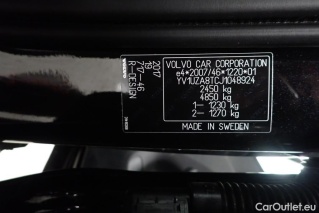 VOLVO CAR CORPORATION
e4*2007/46*1220*01
YV1UZA8TCJ1048924
2450 kg
4850 kg
1- 1230 kg
2- 1270 kg
MADE IN SWEDEN
2017
19
717-46
R-DESIGN
CarOutlet.eu